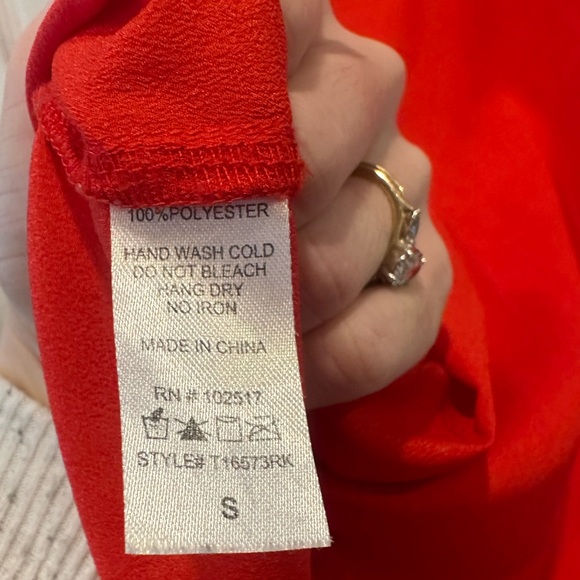 100%POLYESTER
HAND WASH COLD
DO NOT BLEACH
HANG DRY
NO IRON
MADE IN CHINA
RN # 102517
STYLE# T16573RK
S